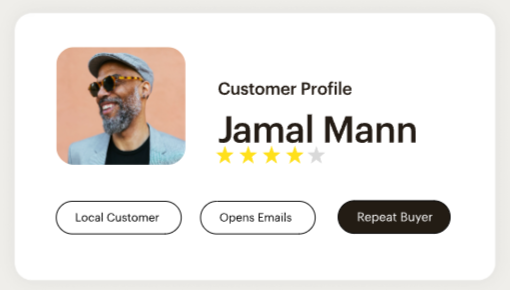 Customer Profile
Jamal Mann
Local Customer
Opens Emails
Repeat Buyer